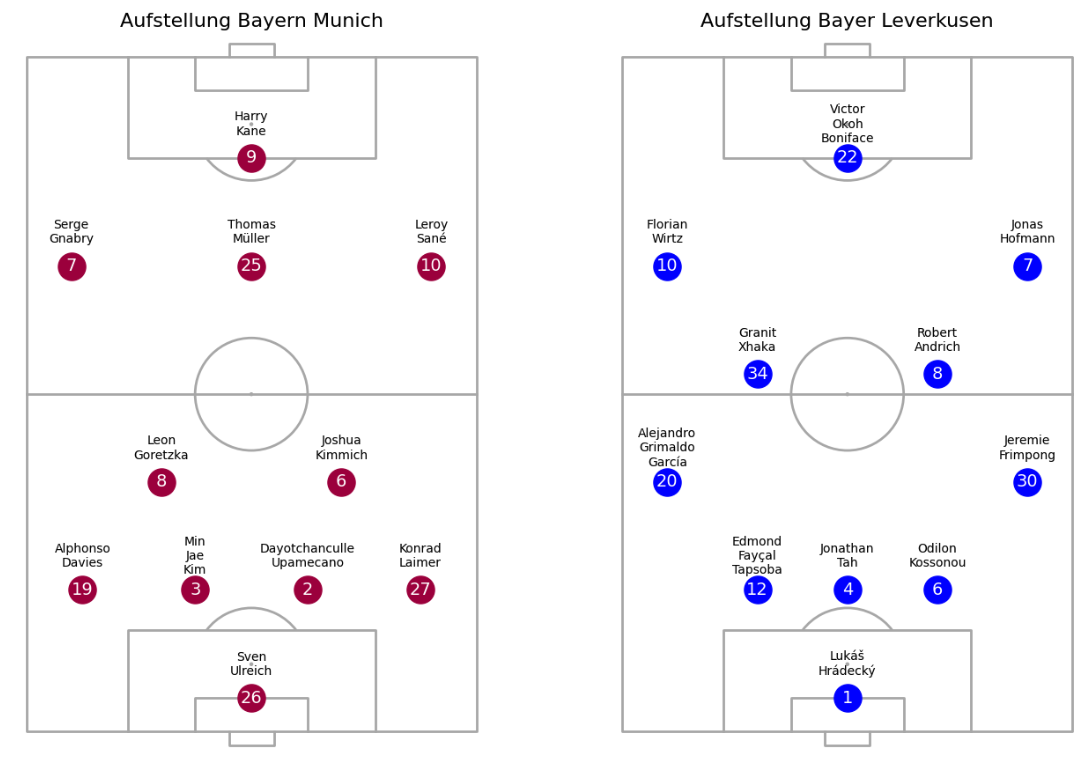 Aufstellung Bayern Munich
Harry
Kane
9
Serge
Gnabry
7
Thomas
Müller
25
Leroy
Sané
10
Leon
Goretzka
8
Joshua
Kimmich
6
Alphonso
Davies
19
Min
Jae
Kim
3
Dayotchanculle
Upamecano
2
Konrad
Laimer
27
Sven
Ulreich
26
Aufstellung Bayer Leverkusen
Victor
Okoh
Boniface
22
Florian
Wirtz
10
Jonas
Hofmann
7
Granit
Xhaka
34
Robert
Andrich
8
Alejandro
Grimaldo
García
20
Jeremie
Frimpong
30
Edmond
Fayçal
Tapsoba
12
Jonathan
Tah
4
Odilon
Kossonou
6
Lukáš
Hrádecký
1